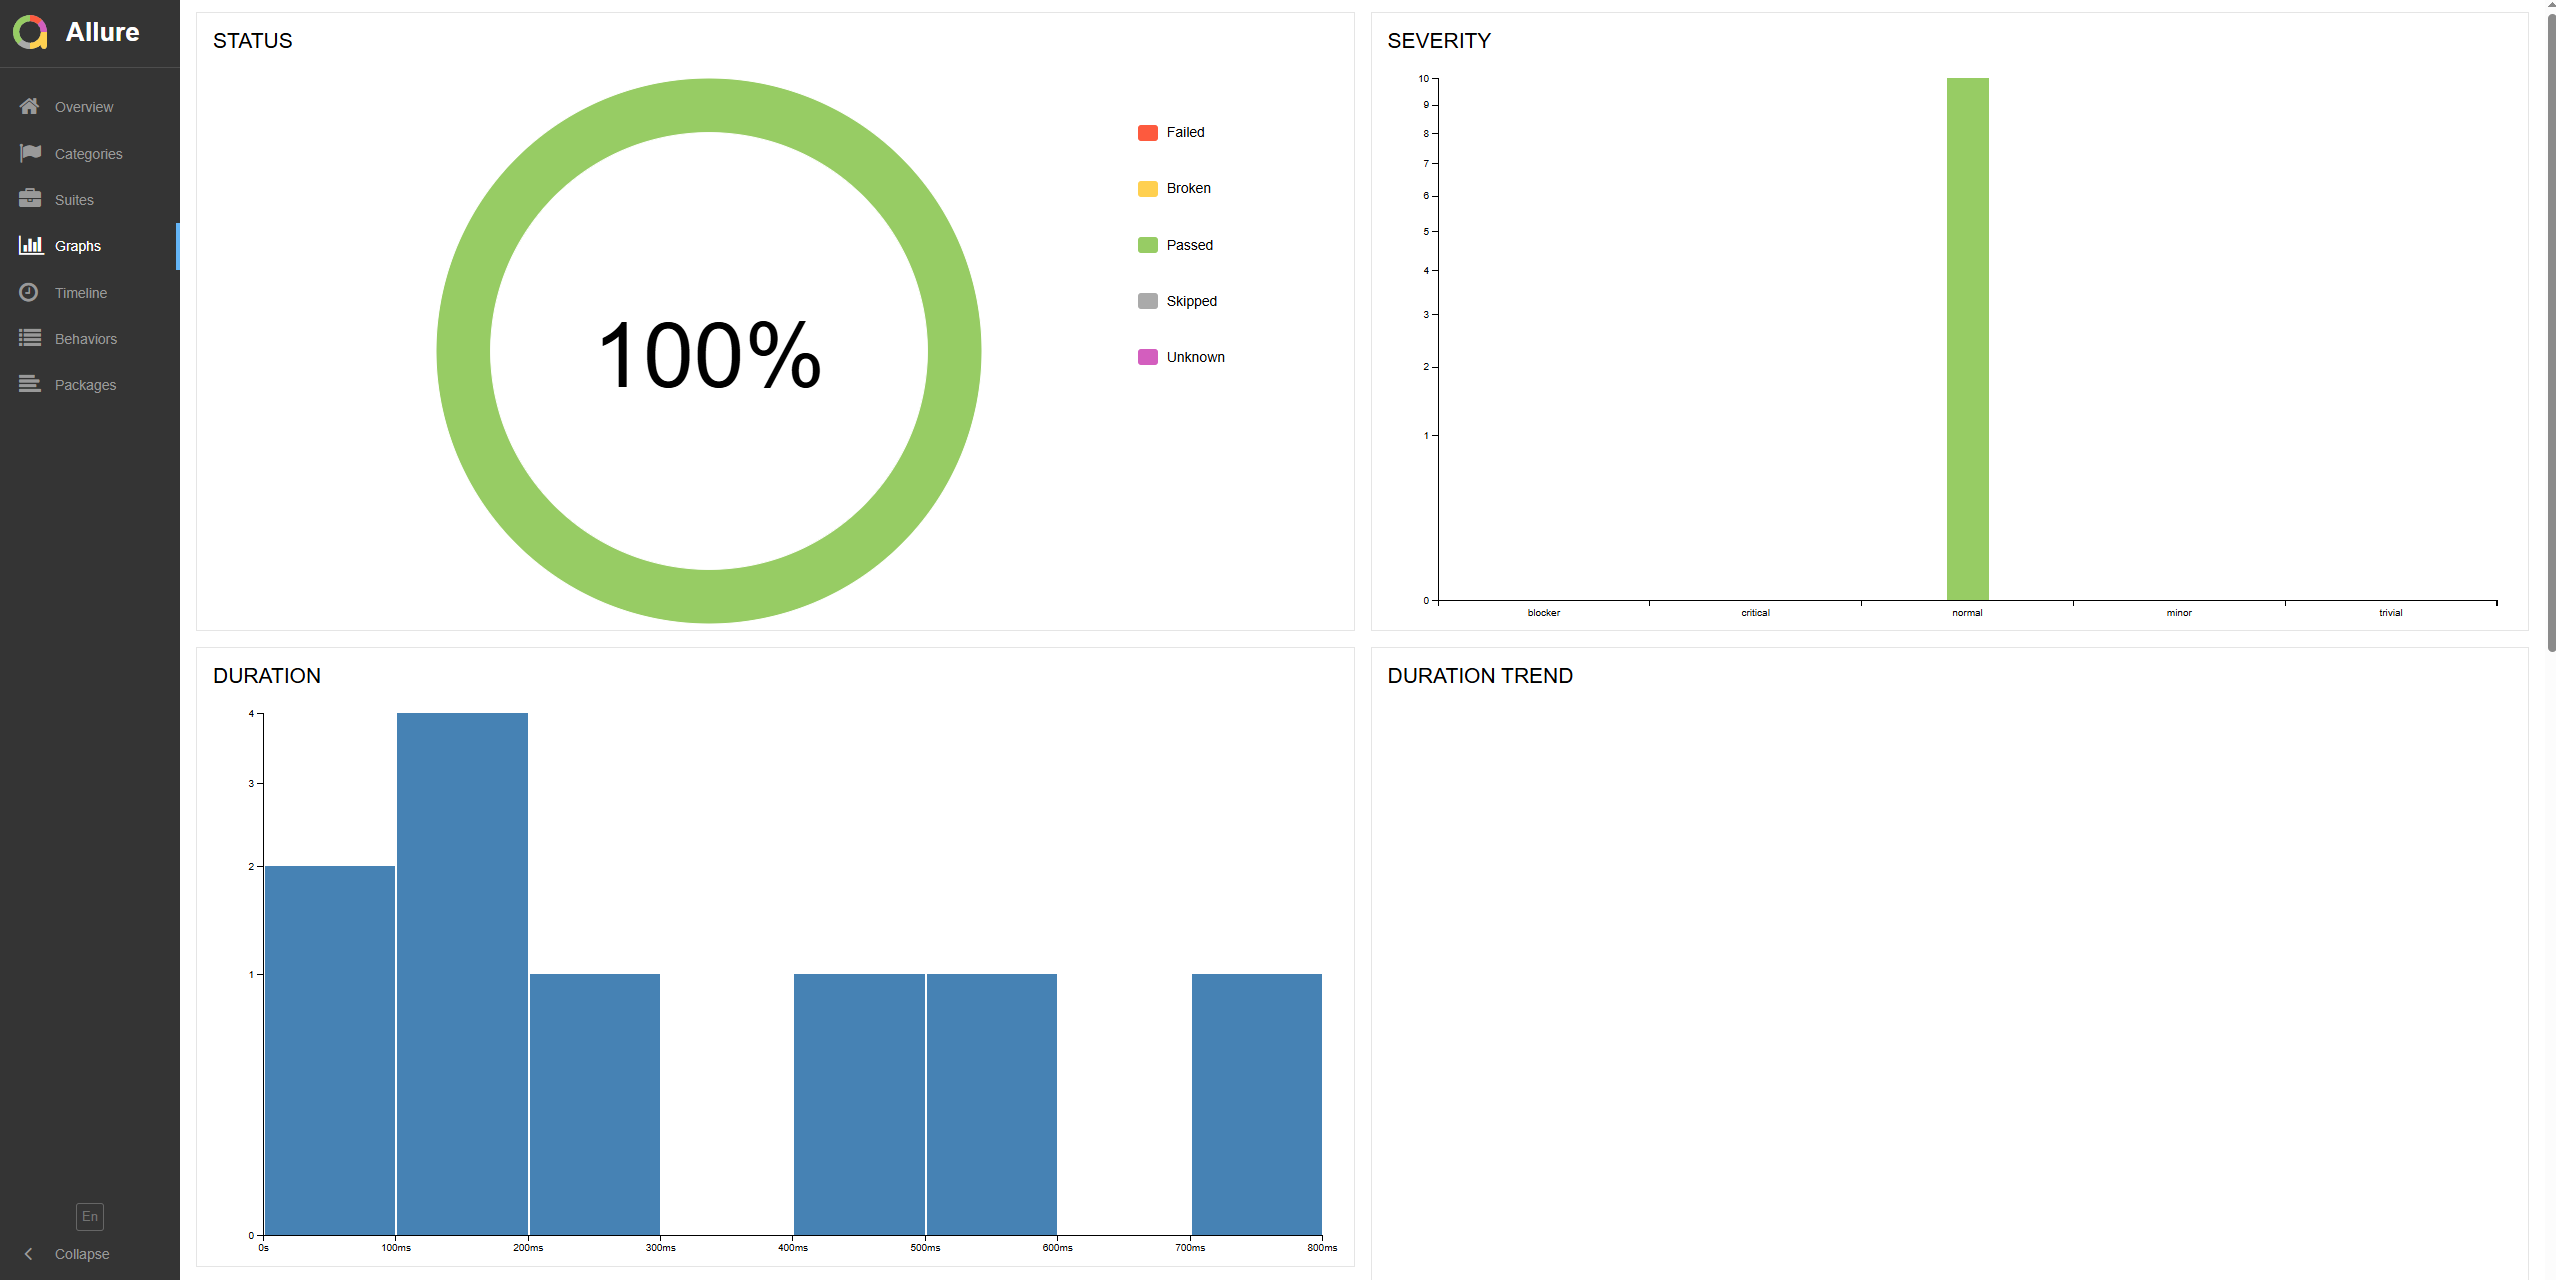 Allure
Overview
Categories
Suites
Graphs
Timeline
Behaviors
Packages
En
Collapse
STATUS
100%
Failed
Broken
Passed
Skipped
Unknown
SEVERITY
10
9
8
7
6
5
4
3
2
1
0
blocker critical normal minor trivial
DURATION
4
3
2
1
0
0s 100ms 200ms 300ms 400ms 500ms 600ms 700ms 800ms
DURATION TREND